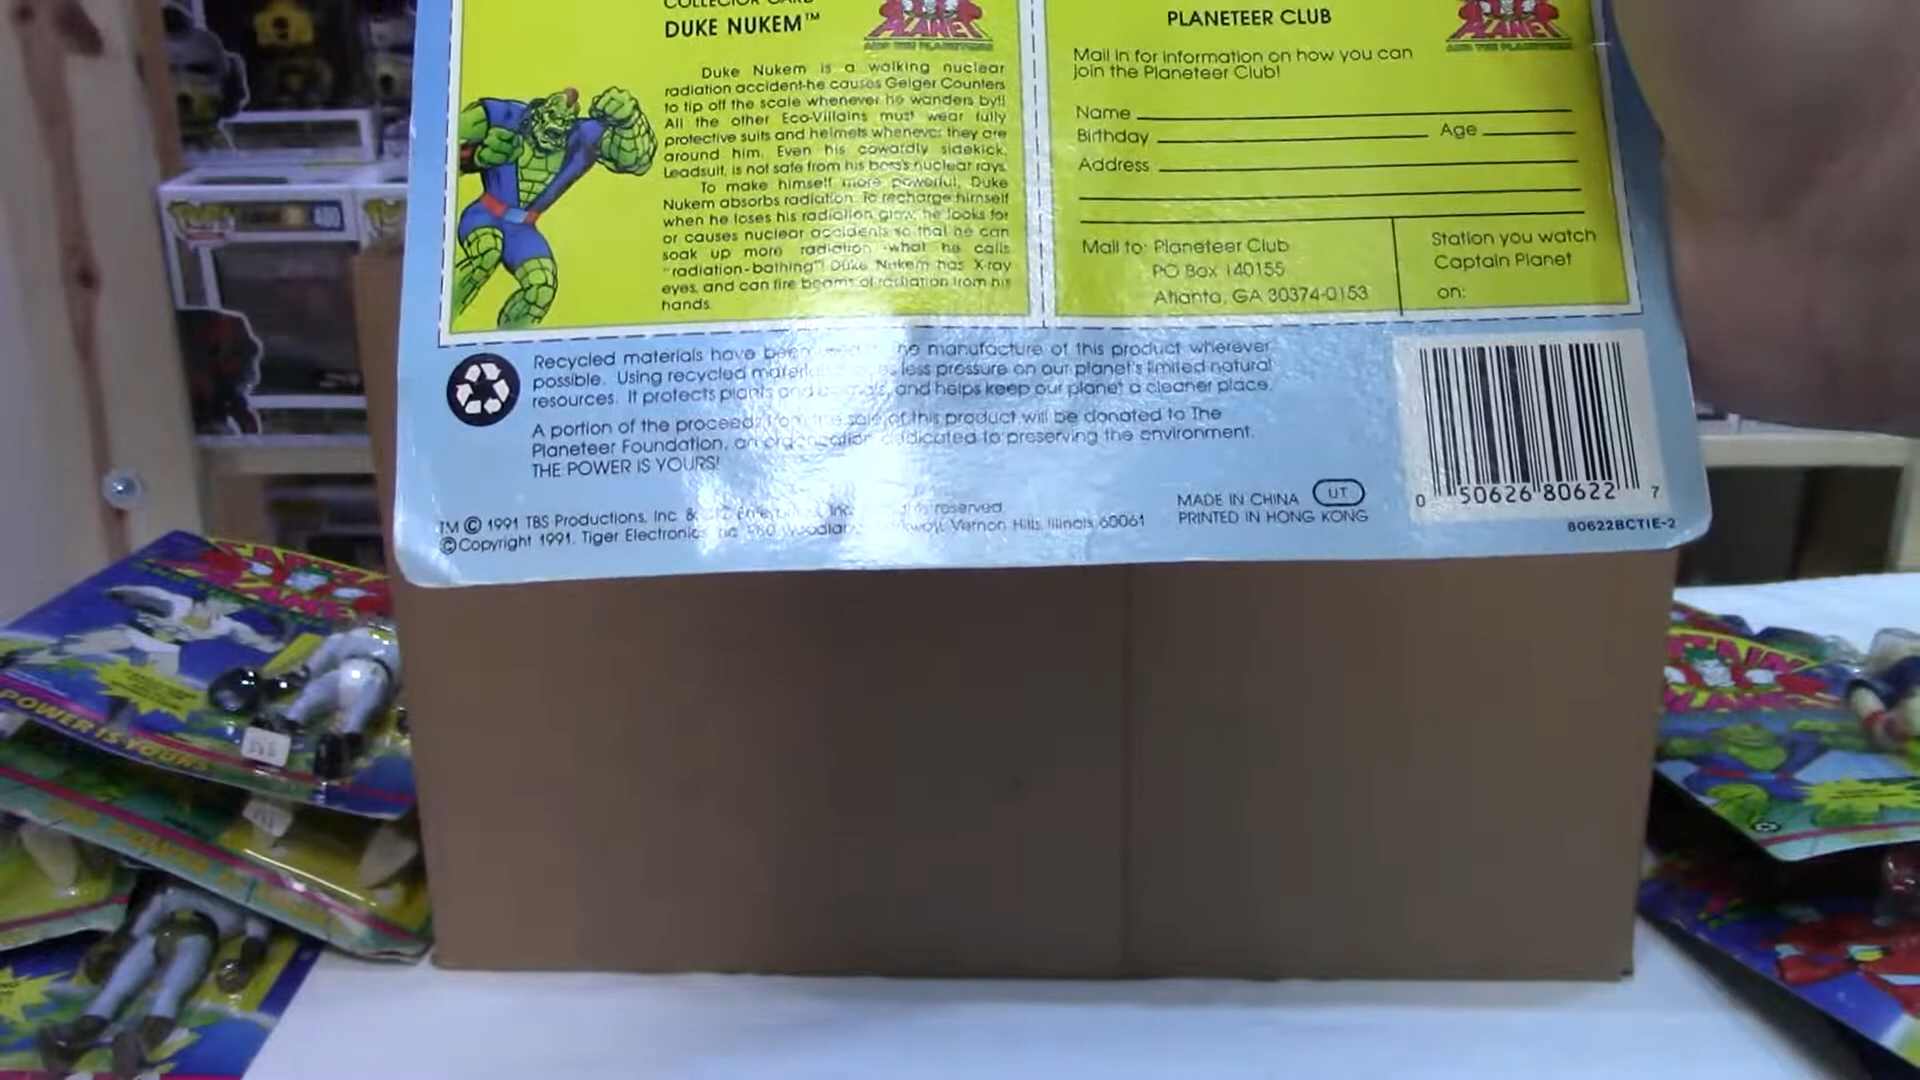 COLLECTOR CARD
DUKE NUKEM™
PLANET
AND THE PLANETEERS
Duke Nukem is a walking nuclear
radiation accident-he causes Geiger Counters
to tip off the scale whenever he wanders by!!
All the other Eco-Villains must wear fully
protective suits and helmets whenever they are
around him. Even his cowardly sidekick,
Leadsuit, is not safe from his boss's nuclear rays.
To make himself more powerful, Duke
Nukem absorbs radiation. To recharge himself
when he loses his radiation glow, he looks for
or causes nuclear accidents so that he can
soak up more radiation -what he calls
"radiation-bathing"! Duke Nukem has X-ray
eyes, and can fire beams of radiation from his
hands.
PLANETEER CLUB
PLANET
AND THE PLANETEERS
Mail in for information on how you can
join the Planeteer Club!
Name
Birthday Age
Address
Mail to: Planeteer Club
PO Box 140155
Atlanta, GA 30374-0153
Station you watch
Captain Planet
on:
Recycled materials have been manufacture of this product wherever
possible. Using recycled less pressure on our planet's limited natural
resources. It protects plants and and helps keep our planet a cleaner place.
A portion of the proceeds from the sale of this product will be donated to The
Planeteer Foundation, an organization dedicated to preserving the environment.
THE POWER IS YOURS!
TM © 1991 TBS Productions, Inc. & Inc. reserved
© Copyright 1991, Tiger Electronics Vernon Hills, Illinois 60061
MADE IN CHINA UT
PRINTED IN HONG KONG
0 50626 80622 7
80622BCTIE-2
POWER IS YOURS!
POP!
480